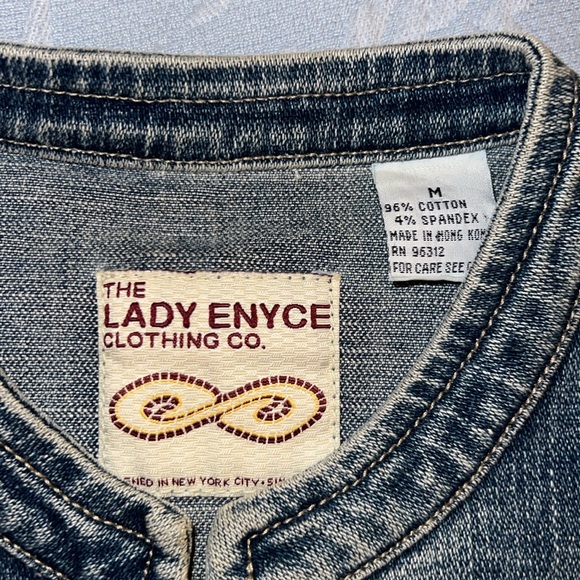 M
96% COTTON
4% SPANDEX
MADE IN HONG
RN 96312
FOR CARE SEE
THE
LADY ENYCE
CLOTHING CO.
IN NEW YORK CITY •